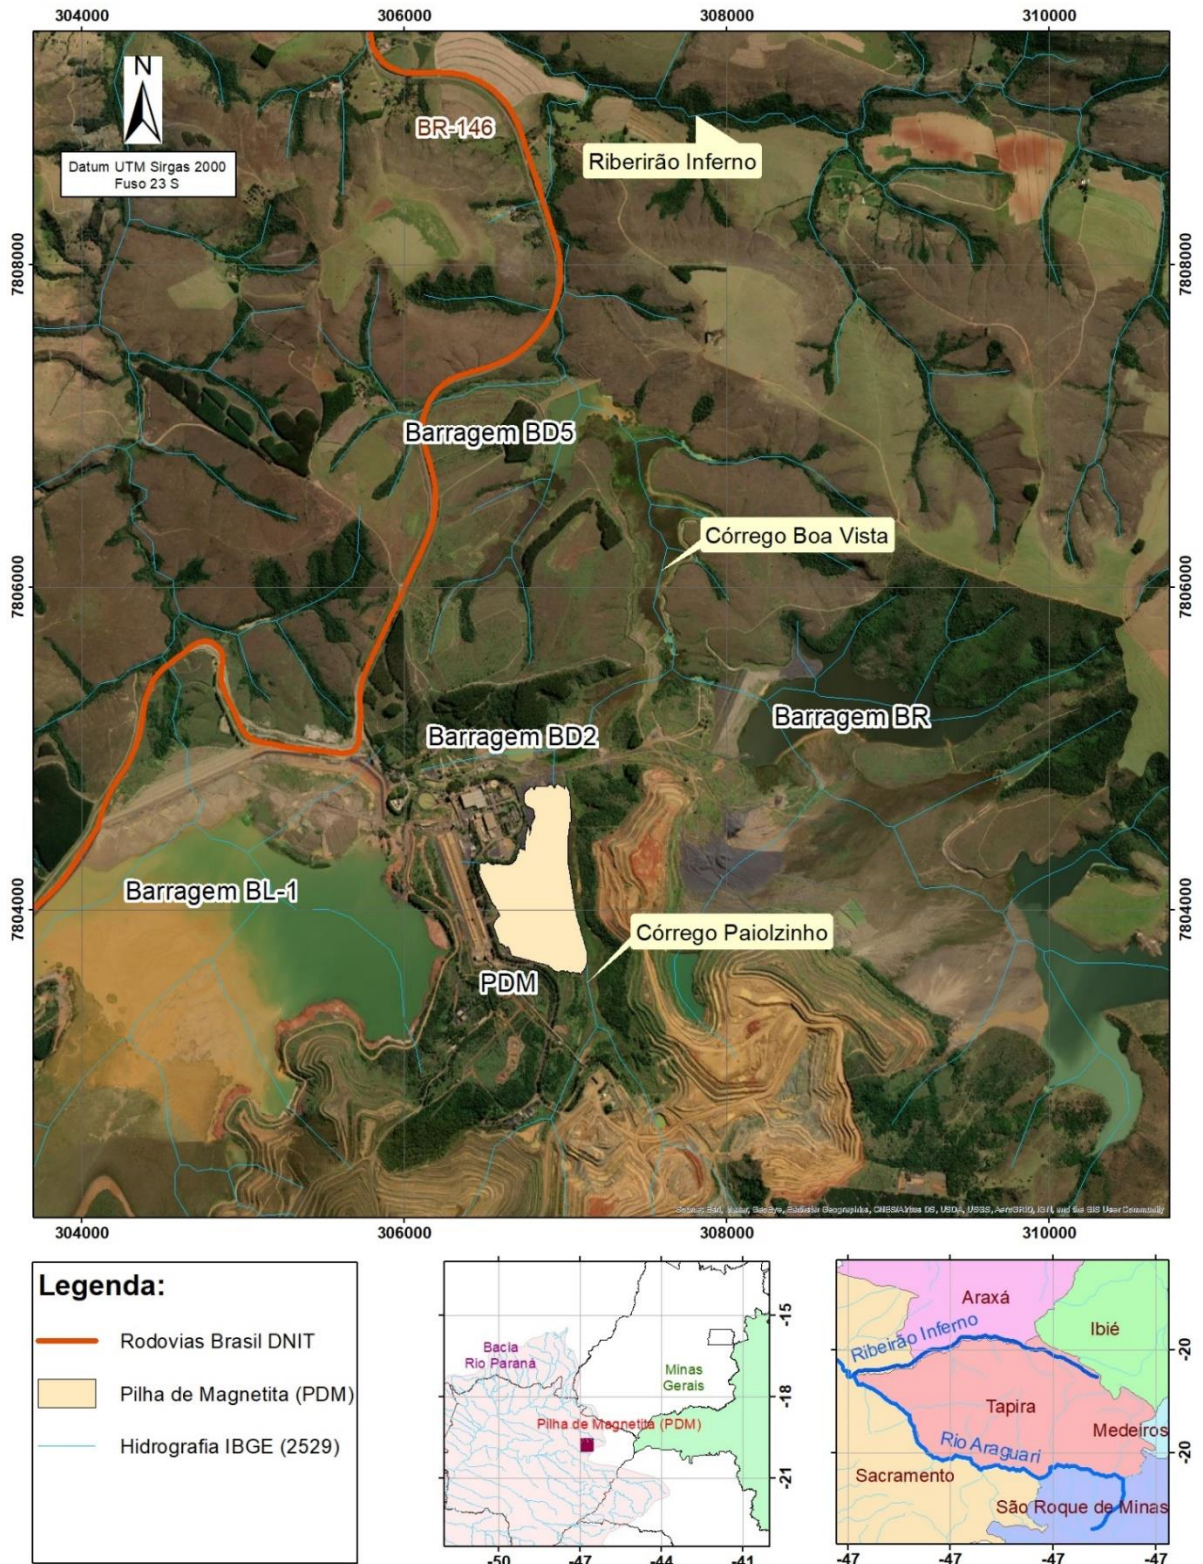 304000
306000
308000
310000
N
Datum UTM Sirgas 2000
Fuso 23 S
BR-146
Riberirão Inferno
7808000
7808000
Barragem BD5
Córrego Boa Vista
7806000
7806000
Barragem BR
Barragem BD2
Barragem BL-1
7804000
7804000
Córrego Paiolzinho
PDM
304000
306000
308000
310000
Legenda:
Rodovias Brasil DNIT
Pilha de Magnetita (PDM)
Hidrografia IBGE (2529)
Bacia
Rio Paraná
Minas
Gerais
Pilha de Magnetita (PDM)
-15
-18
-21
-50
-47
-44
-41
Araxá
Ibié
Ribeirão Inferno
Tapira
Medeiros
Rio Araguari
Sacramento
São Roque de Minas
-20
-20
-47
-47
-47
-47